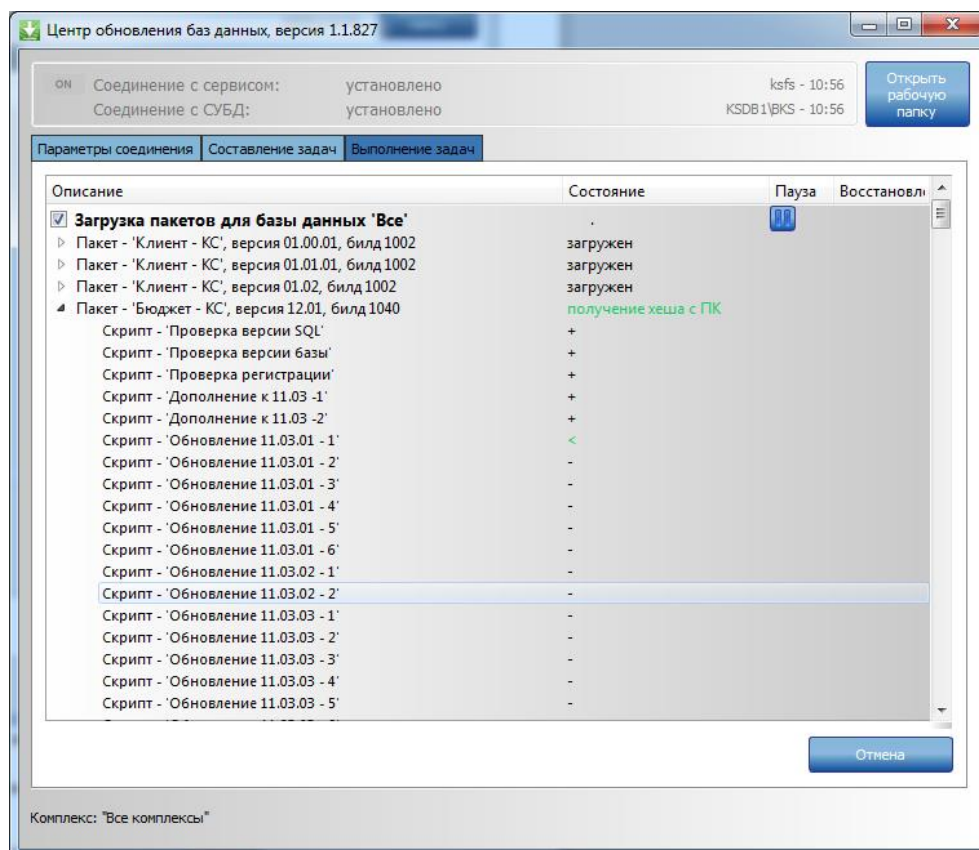 Центр обновления баз данных, версия 1.1.827
ON Соединение с сервисом: установлено ksfs - 10:56
Соединение с СУБД: установлено KSDB1\BKS - 10:56
Открыть
рабочую
папку
Параметры соединения Составление задач Выполнение задач
Описание Состояние Пауза
Загрузка пакетов для базы данных 'Все' .
Пакет - 'Клиент - КС', версия 01.00.01, билд 1002 загружен
Пакет - 'Клиент - КС', версия 01.01.01, билд 1002 загружен
Пакет - 'Клиент - КС', версия 01.02, билд 1002 загружен
Пакет - 'Бюджет - КС', версия 12.01, билд 1040 получение хеша с ПК
Скрипт - 'Проверка версии SQL' +
Скрипт - 'Проверка версии базы' +
Скрипт - 'Проверка регистрации' +
Скрипт - 'Дополнение к 11.03 -1' +
Скрипт - 'Дополнение к 11.03 -2' +
Скрипт - 'Обновление 11.03.01 - 1' <
Скрипт - 'Обновление 11.03.01 - 2' -
Скрипт - 'Обновление 11.03.01 - 3' -
Скрипт - 'Обновление 11.03.01 - 4' -
Скрипт - 'Обновление 11.03.01 - 5' -
Скрипт - 'Обновление 11.03.01 - 6' -
Скрипт - 'Обновление 11.03.02 - 1' -
Скрипт - 'Обновление 11.03.02 - 2' -
Скрипт - 'Обновление 11.03.03 - 1' -
Скрипт - 'Обновление 11.03.03 - 2' -
Скрипт - 'Обновление 11.03.03 - 3' -
Скрипт - 'Обновление 11.03.03 - 4' -
Скрипт - 'Обновление 11.03.03 - 5' -
Отмена
Комплекс: "Все комплексы"